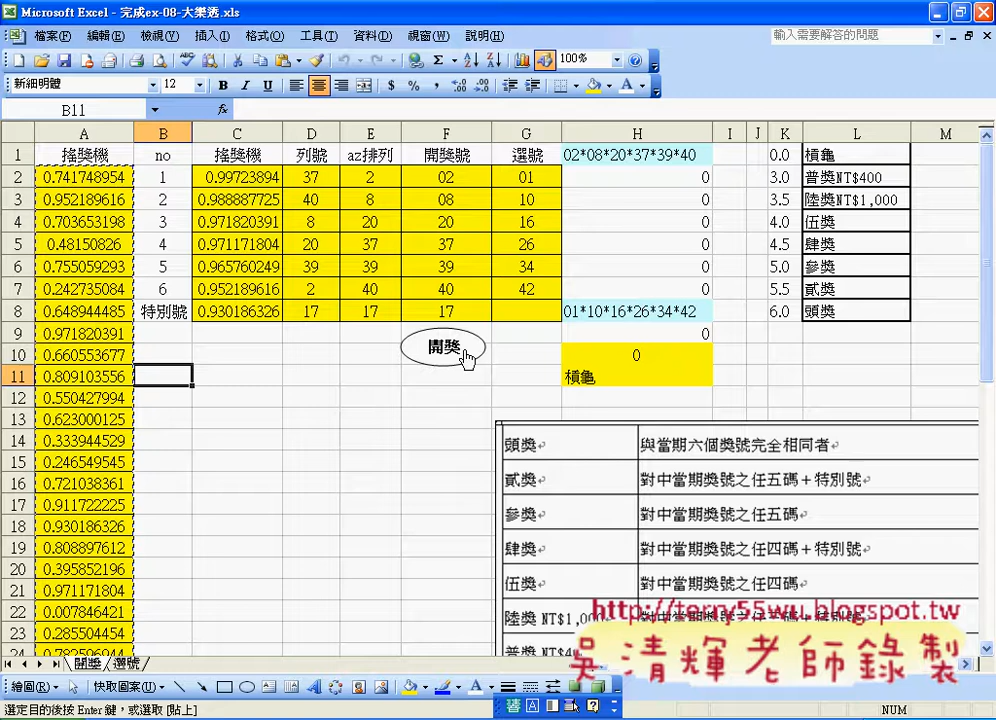 Microsoft Excel - 完成ex-08-大樂透.xls
檔案(F) 編輯(E) 檢視(V) 插入(I) 格式(O) 工具(T) 資料(D) 視窗(W) 說明(H) 輸入需要解答的問題
100%
新細明體 12 B I U
B11 fx
A B C D E F G H I J K L M
1 搖獎機 no 搖獎機 列號 az排列 開獎號 選號 02*08*20*37*39*40 0.0 槓龜
2 0.741748954 1 0.99723894 37 2 02 01 0 3.0 普獎NT$400
3 0.952189616 2 0.988887725 40 8 08 10 0 3.5 陸獎NT$1,000
4 0.703653198 3 0.971820391 8 20 20 16 0 4.0 伍獎
5 0.48150826 4 0.971171804 20 37 37 26 0 4.5 肆獎
6 0.755059293 5 0.965760249 39 39 39 34 0 5.0 參獎
7 0.242735084 6 0.952189616 2 40 40 42 0 5.5 貳獎
8 0.648944485 特別號 0.930186326 17 17 17 01*10*16*26*34*42 6.0 頭獎
9 0.971820391 0
10 0.660553677 開獎 0
11 0.809103556 槓龜
12 0.550427994
13 0.623000125
14 0.333944529 頭獎 與當期六個獎號完全相同者
15 0.246549545
16 0.721038361 貳獎 對中當期獎號之任五碼＋特別號
17 0.911722225 參獎 對中當期獎號之任五碼
18 0.930186326
19 0.808897612 肆獎 對中當期獎號之任四碼＋特別號
20 0.395852196
21 0.971171804 伍獎 對中當期獎號之任四碼
22 0.007846421 陸獎 NT$1,00
http://terry55wu.blogspot.tw
23 0.285504454 普獎 NT$4
吳清輝老師錄製
開獎 選號
繪圖(R) 快取圖案(U)
指定目的後按 Enter 鍵，或選取 [貼上] NUM